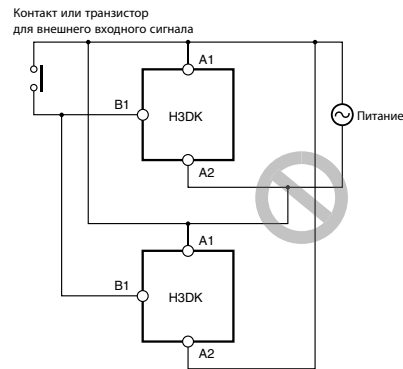 Контакт или транзистор
для внешнего входного сигнала
A1
B1
H3DK
Питание
A2
A1
B1
H3DK
A2